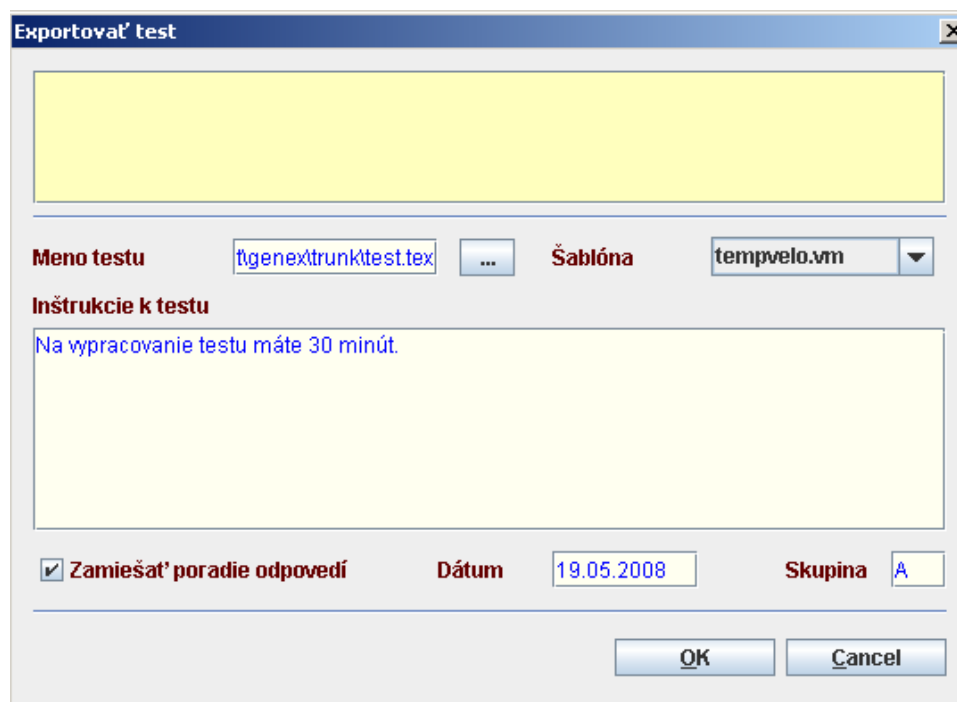 Exportovať test
Meno testu t\genex\trunk\test.tex ... Šablóna tempvelo.vm
Inštrukcie k testu
Na vypracovanie testu máte 30 minút.
Zamiešať poradie odpovedí Dátum 19.05.2008 Skupina A
OK Cancel